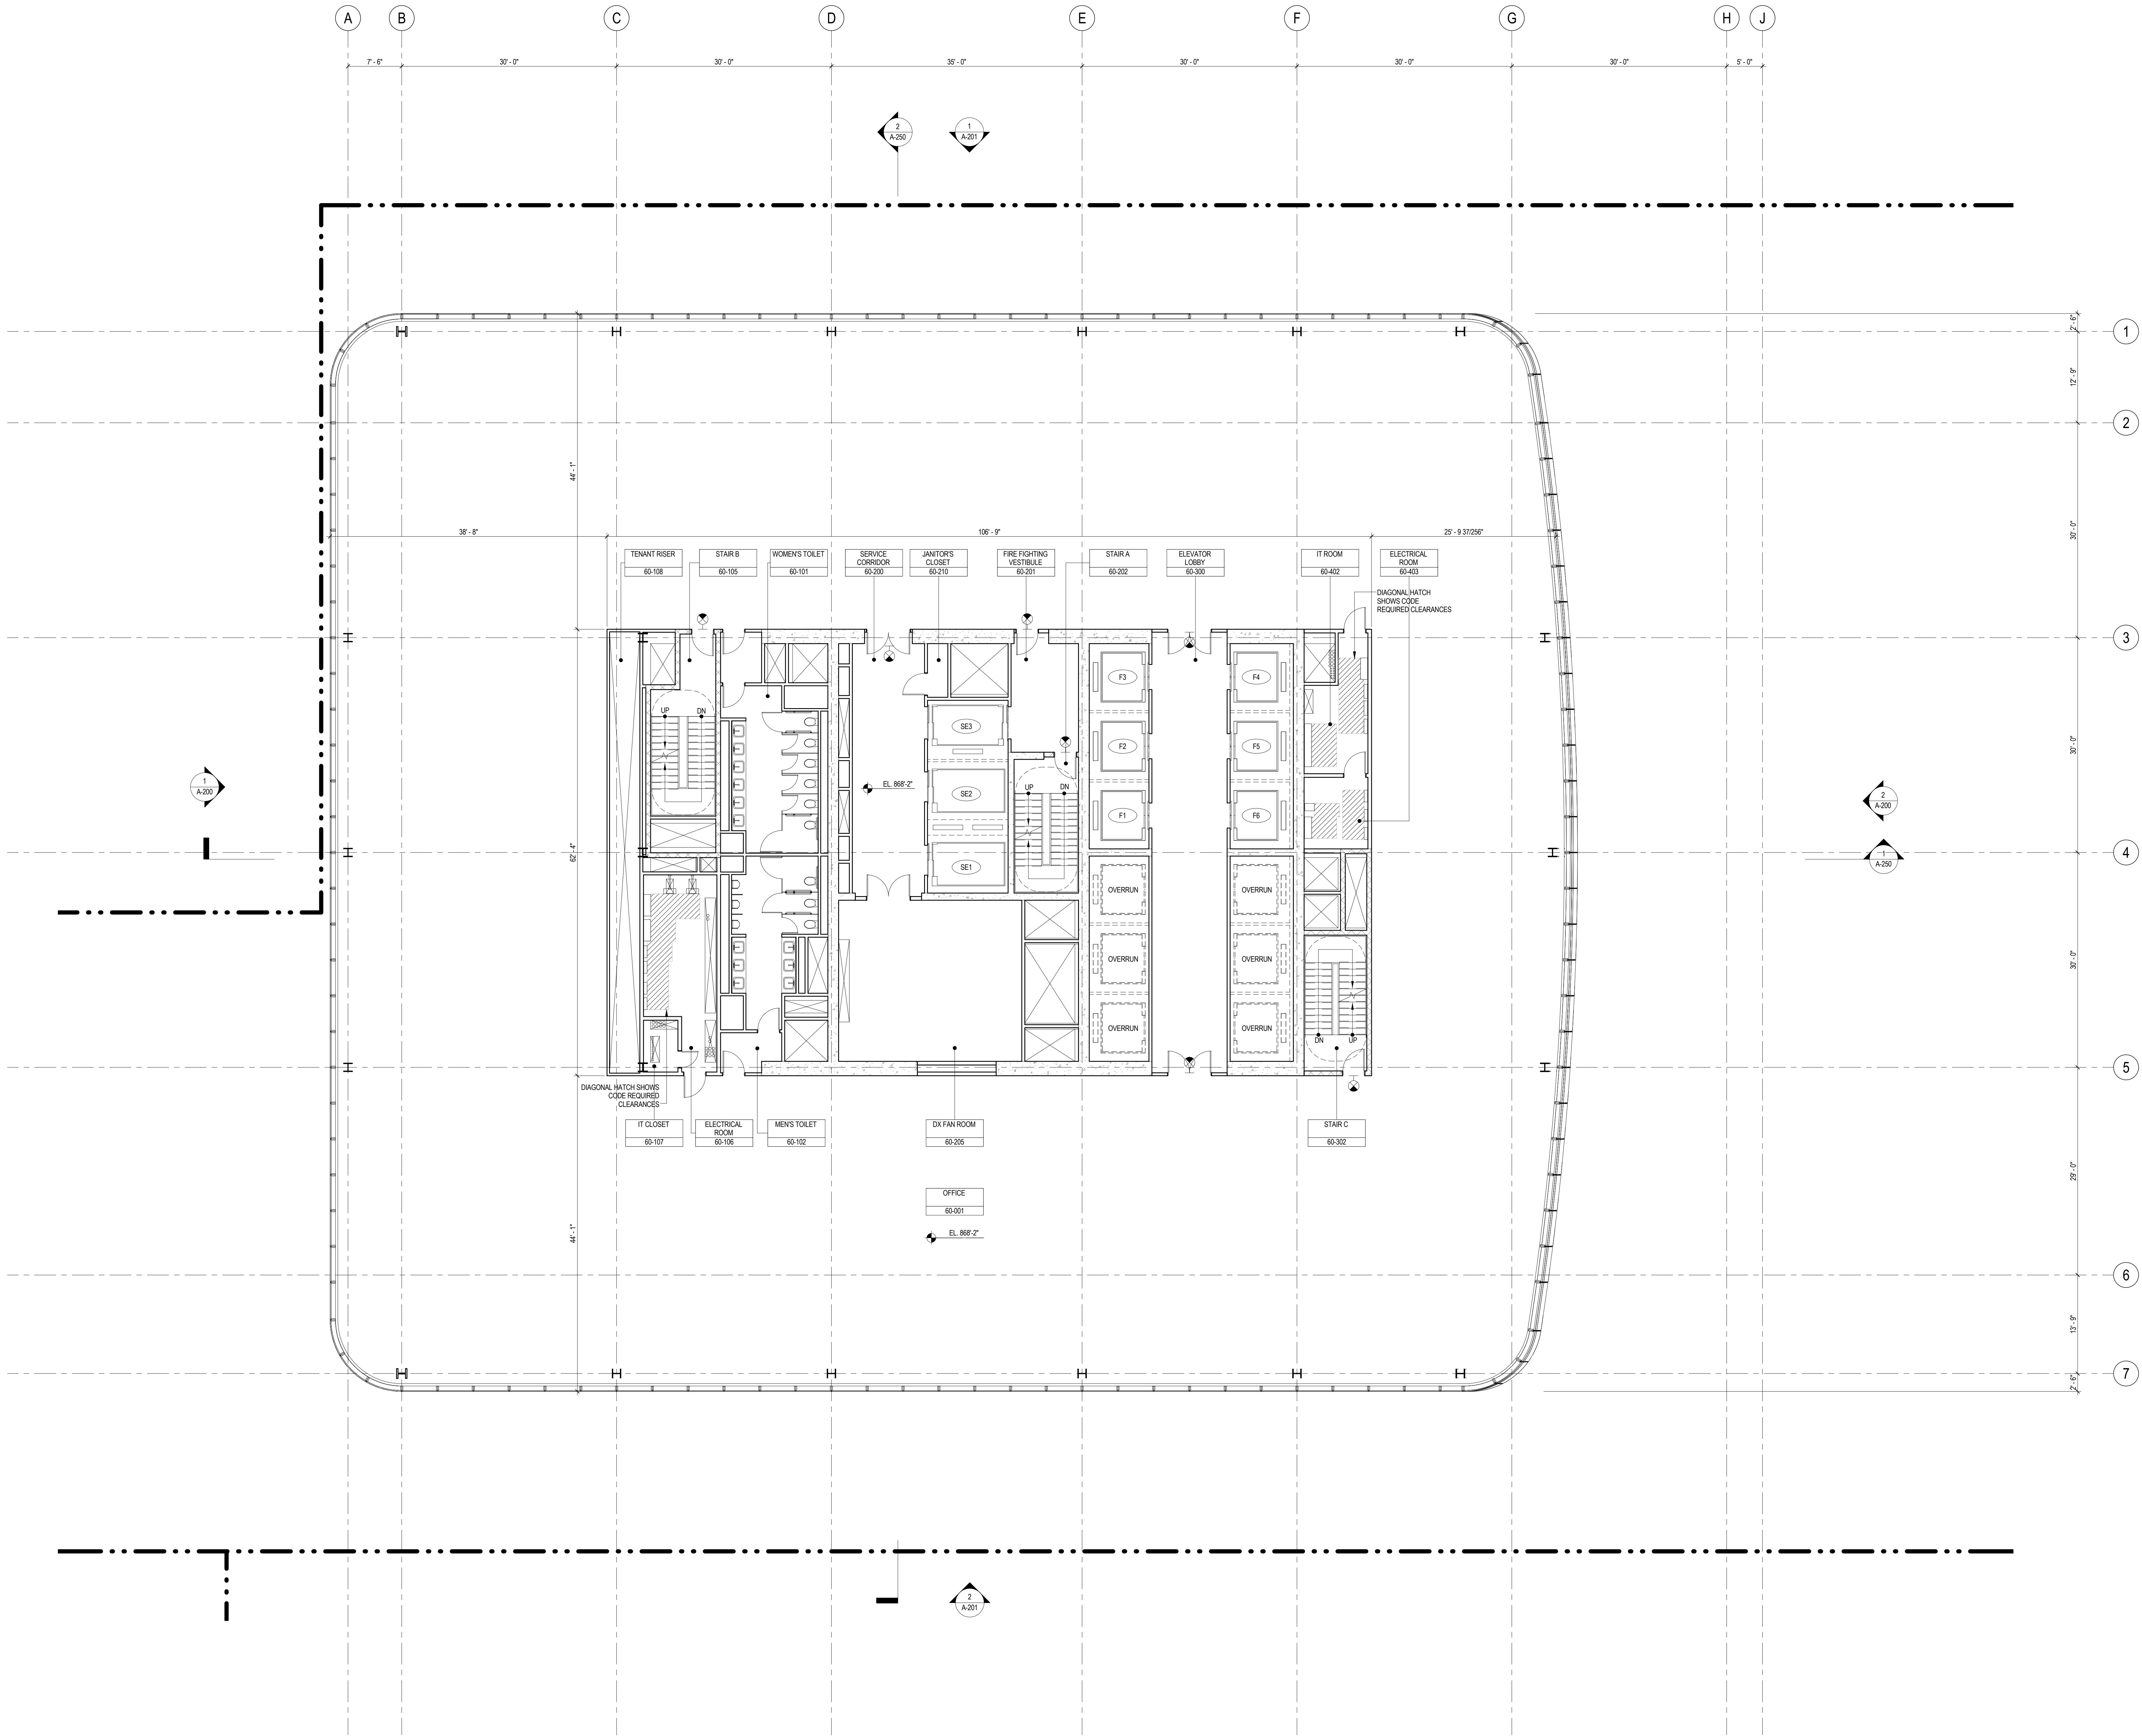 A B C D E F G H J
7' - 6" 30' - 0" 30' - 0" 35' - 0" 30' - 0" 30' - 0" 30' - 0" 5' - 0"
2
A-250
1
A-201
2' - 6"
1
12' - 9"
2
44' - 1"
30' - 0"
38' - 8" 106' - 9" 25' - 9 37/256"
TENANT RISER
60-108
STAIR B
60-105
WOMEN'S TOILET
60-101
SERVICE
CORRIDOR
60-200
JANITOR'S
CLOSET
60-210
FIRE FIGHTING
VESTIBULE
60-201
STAIR A
60-202
ELEVATOR
LOBBY
60-300
IT ROOM
60-402
ELECTRICAL
ROOM
60-403
DIAGONAL HATCH
SHOWS CODE
REQUIRED CLEARANCES
3
F3 F4
UP DN
SE3
F2 F5
30' - 0"
1
A-200
EL. 868'-2"
SE2
UP DN
2
A-200
F1 F6
62' - 4"
4
1
A-250
SE1
OVERRUN OVERRUN
OVERRUN OVERRUN
30' - 0"
OVERRUN OVERRUN
DN UP
5
DIAGONAL HATCH SHOWS
CODE REQUIRED
CLEARANCES
IT CLOSET
60-107
ELECTRICAL
ROOM
60-106
MEN'S TOILET
60-102
DX FAN ROOM
60-205
STAIR C
60-302
29' - 0"
OFFICE
60-001
44' - 1"
EL. 868'-2"
6
13' - 9"
7
2' - 6"
2
A-201